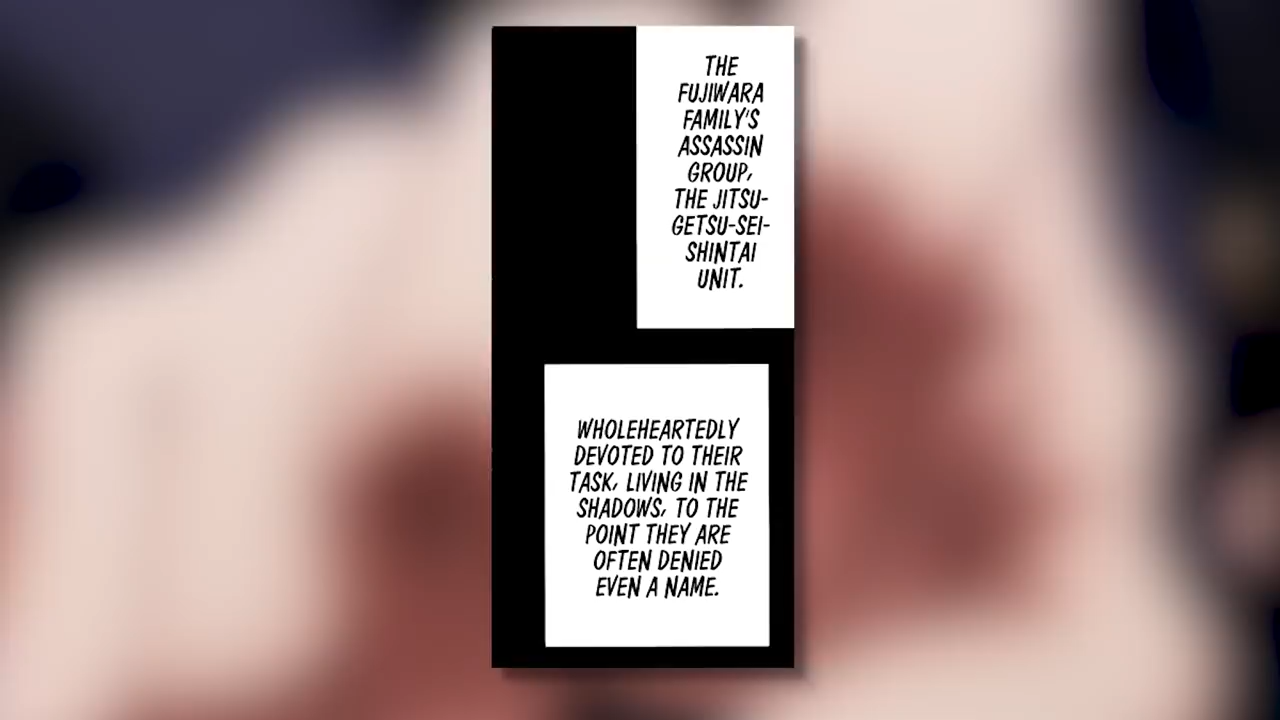 THE
FUJIWARA
FAMILY'S
ASSASSIN
GROUP,
THE JITSU-
GETSU-SEI-
SHINTAI
UNIT.
WHOLEHEARTEDLY
DEVOTED TO THEIR
TASK, LIVING IN THE
SHADOWS, TO THE
POINT THEY ARE
OFTEN DENIED
EVEN A NAME.